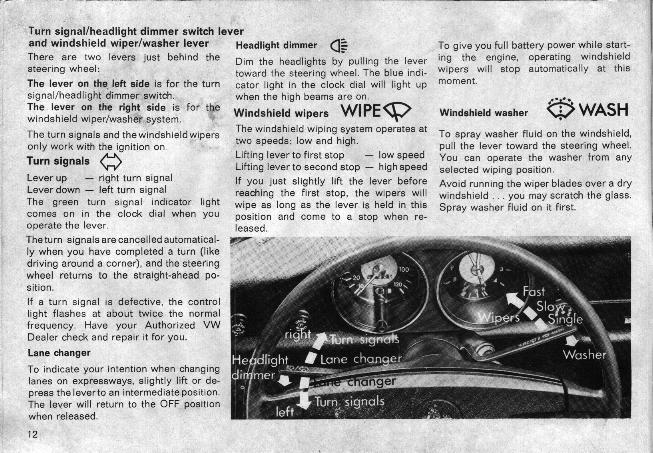 Turn signal/headlight dimmer switch lever
and windshield wiper/washer lever
There are two levers just behind the
steering wheel:
The lever on the left side is for the turn
signal/headlight dimmer switch.
The lever on the right side is for the
windshield wiper/washer system.
The turn signals and the windshield wipers
only work with the ignition on.
Turn signals
Lever up — right turn signal
Lever down — left turn signal
The green turn signal indicator light
comes on in the clock dial when you
operate the lever.
The turn signals are cancelled automatical-
ly when you have completed a turn (like
driving around a corner), and the steering
wheel returns to the straight-ahead po-
sition.
If a turn signal is defective, the control
light flashes at about twice the normal
frequency. Have your Authorized VW
Dealer check and repair it for you.
Lane changer
To indicate your intention when changing
lanes on expressways, slightly lift or de-
press the lever to an intermediate position.
The lever will return to the OFF position
when released.
12
Headlight dimmer
Dim the headlights by pulling the lever
toward the steering wheel. The blue indi-
cator light in the clock dial will light up
when the high beams are on.
Windshield wipers WIPE
The windshield wiping system operates at
two speeds: low and high.
Lifting lever to first stop — low speed
Lifting lever to second stop — high speed
If you just slightly lift the lever before
reaching the first stop, the wipers will
wipe as long as the lever is held in this
position and come to a stop when re-
leased.
To give you full battery power while start-
ing the engine, operating windshield
wipers will stop automatically at this
moment.
Windshield washer WASH
To spray washer fluid on the windshield,
pull the lever toward the steering wheel.
You can operate the washer from any
selected wiping position.
Avoid running the wiper blades over a dry
windshield . . . you may scratch the glass.
Spray washer fluid on it first.
20 100
120
Fast
Slow
Wipers Single
Washer
right Turn signals
Headlight
dimmer
Lane changer
Lane changer
left Turn signals